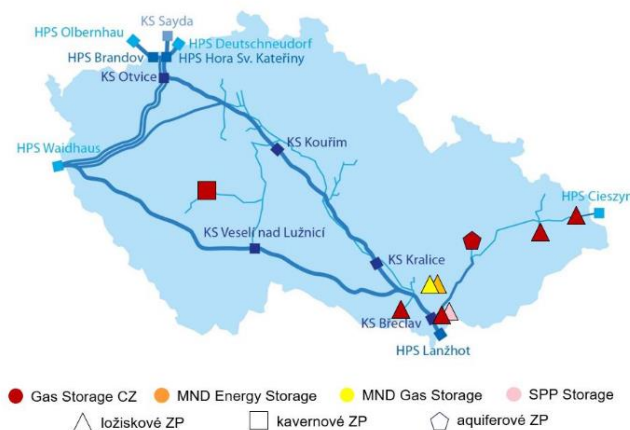 KS Sayda
HPS Olbernhau
HPS Deutschneudorf
HPS Brandov
HPS Hora Sv. Kateřiny
KS Otvice
KS Kouřim
HPS Waidhaus
HPS Cieszyn
KS Veselí nad Lužnicí
KS Kralice
KS Břeclav
HPS Lanžhot
Gas Storage CZ
MND Energy Storage
MND Gas Storage
SPP Storage
ložiskové ZP
kavernové ZP
aquiferové ZP